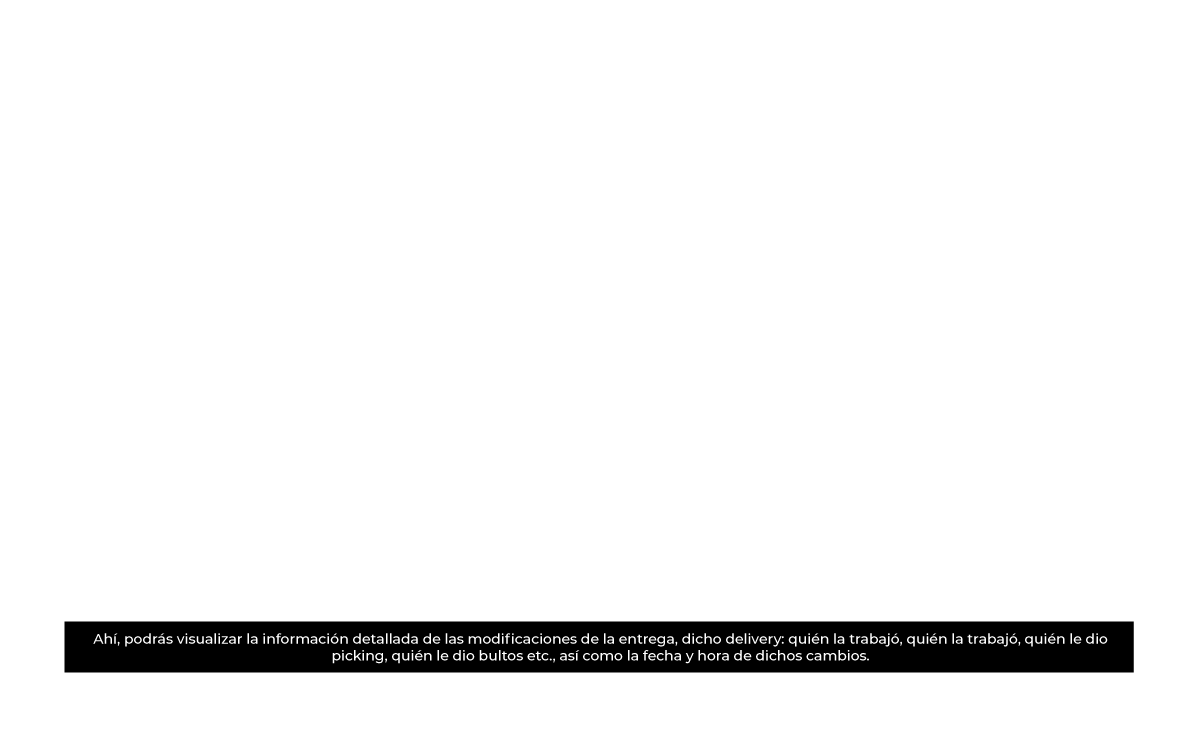 Ahí, podrás visualizar la información detallada de las modificaciones de la entrega, dicho delivery: quién la trabajó, quién la trabajó, quién le dio
picking, quién le dio bultos etc., así como la fecha y hora de dichos cambios.